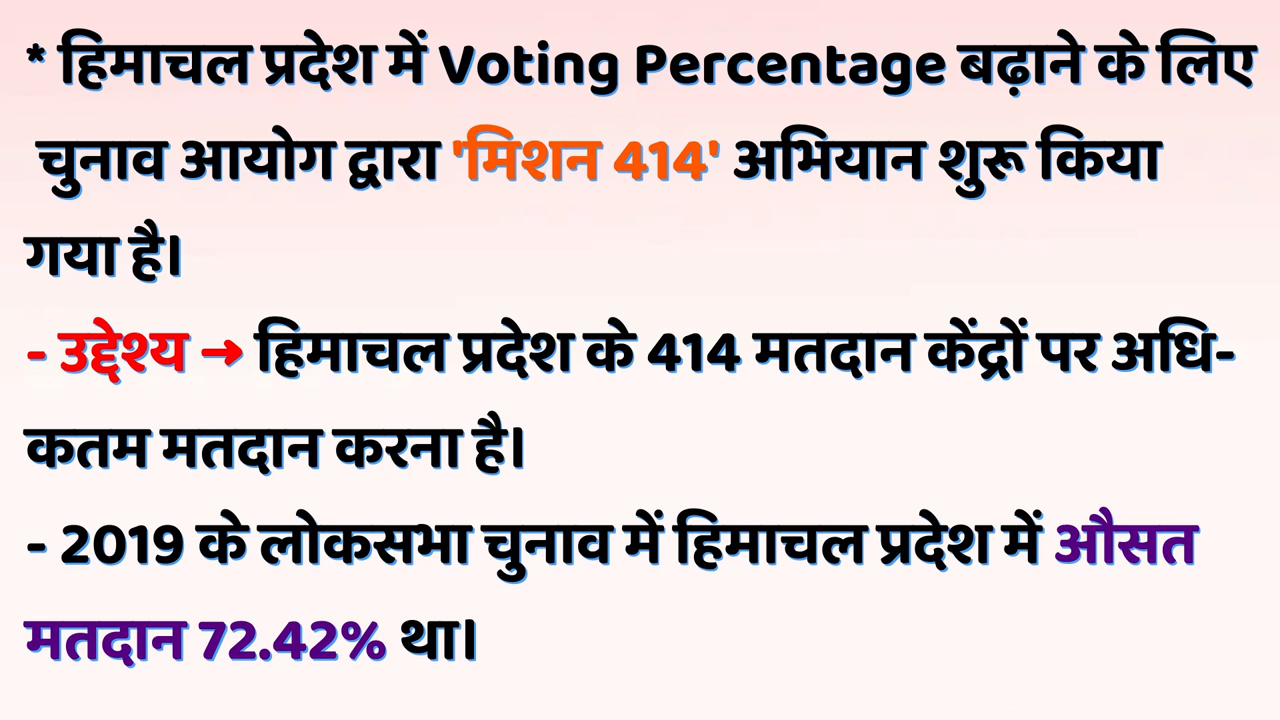 * हिमाचल प्रदेश में Voting Percentage बढ़ाने के लिए
चुनाव आयोग द्वारा 'मिशन 414' अभियान शुरू किया
गया है।
- उद्देश्य → हिमाचल प्रदेश के 414 मतदान केंद्रों पर अधि-
कतम मतदान करना है।
- 2019 के लोकसभा चुनाव में हिमाचल प्रदेश में औसत
मतदान 72.42% था।